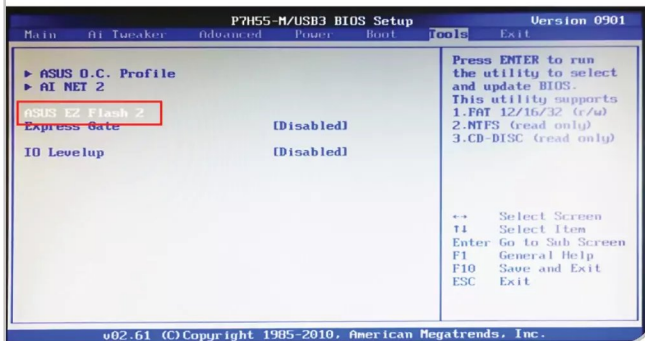 P7H55-M/USB3 BIOS Setup Version 0901
Main Ai Tweaker Advanced Power Boot Tools Exit
▶ ASUS O.C. Profile
▶ AI NET 2
ASUS EZ Flash 2
Express Gate [Disabled]
IO Levelup [Disabled]
Press ENTER to run
the utility to select
and update BIOS.
This utility supports
1.FAT 12/16/32 (r/w)
2.NTFS (read only)
3.CD-DISC (read only)
↔ Select Screen
↑↓ Select Item
Enter Go to Sub Screen
F1 General Help
F10 Save and Exit
ESC Exit
v02.61 (C)Copyright 1985-2010, American Megatrends, Inc.